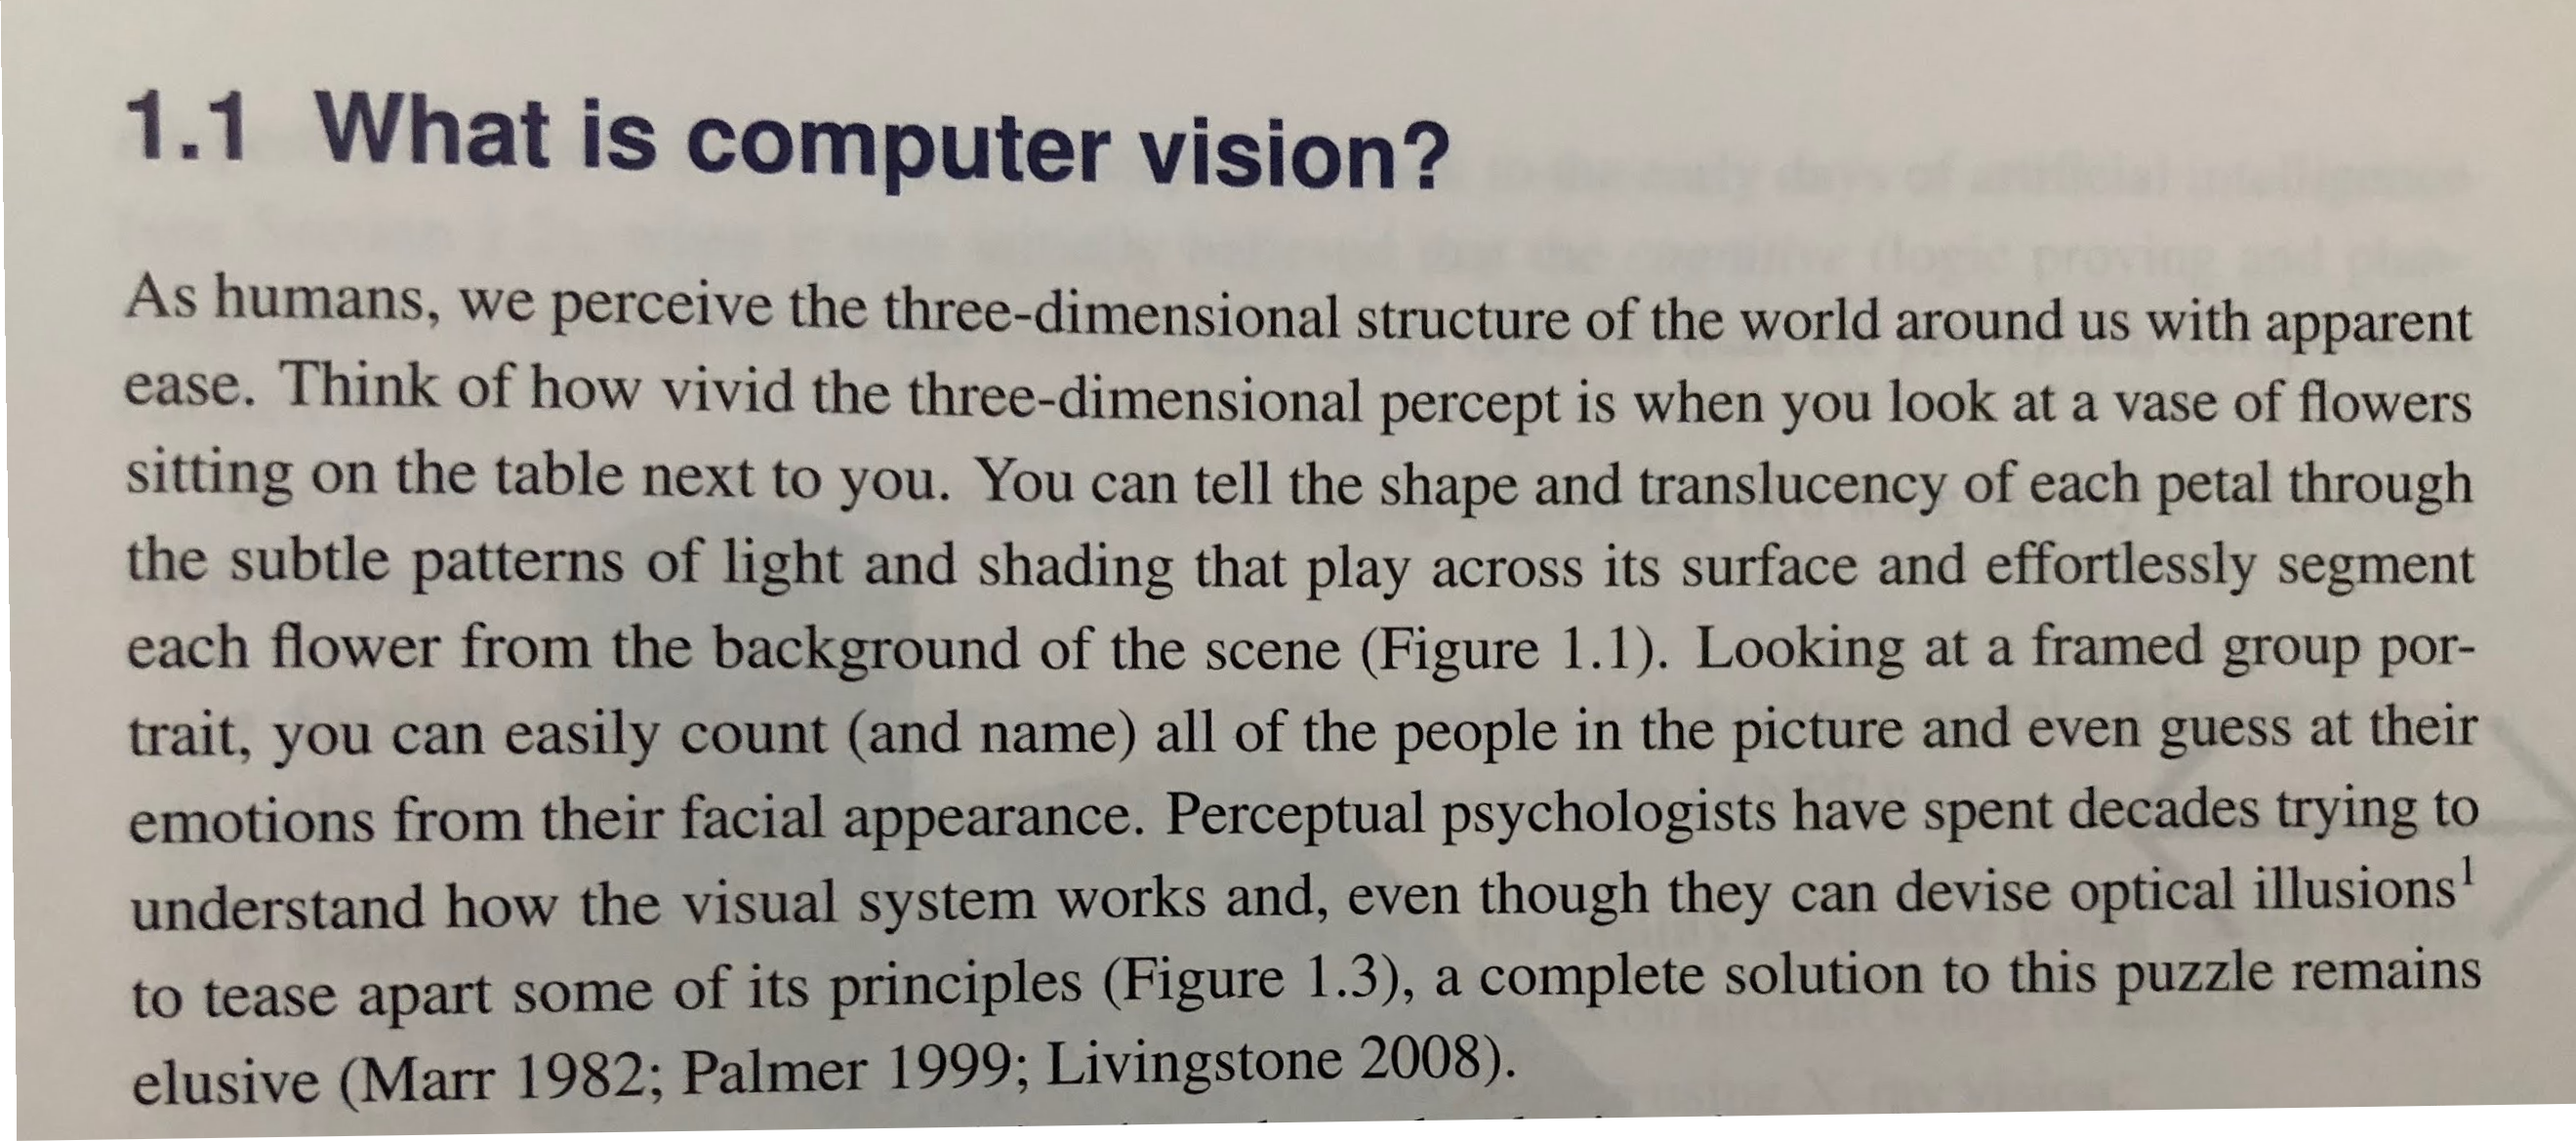 1.1 What is computer vision?
As humans, we perceive the three-dimensional structure of the world around us with apparent
ease. Think of how vivid the three-dimensional percept is when you look at a vase of flowers
sitting on the table next to you. You can tell the shape and translucency of each petal through
the subtle patterns of light and shading that play across its surface and effortlessly segment
each flower from the background of the scene (Figure 1.1). Looking at a framed group por-
trait, you can easily count (and name) all of the people in the picture and even guess at their
emotions from their facial appearance. Perceptual psychologists have spent decades trying to
understand how the visual system works and, even though they can devise optical illusions¹
to tease apart some of its principles (Figure 1.3), a complete solution to this puzzle remains
elusive (Marr 1982; Palmer 1999; Livingstone 2008).